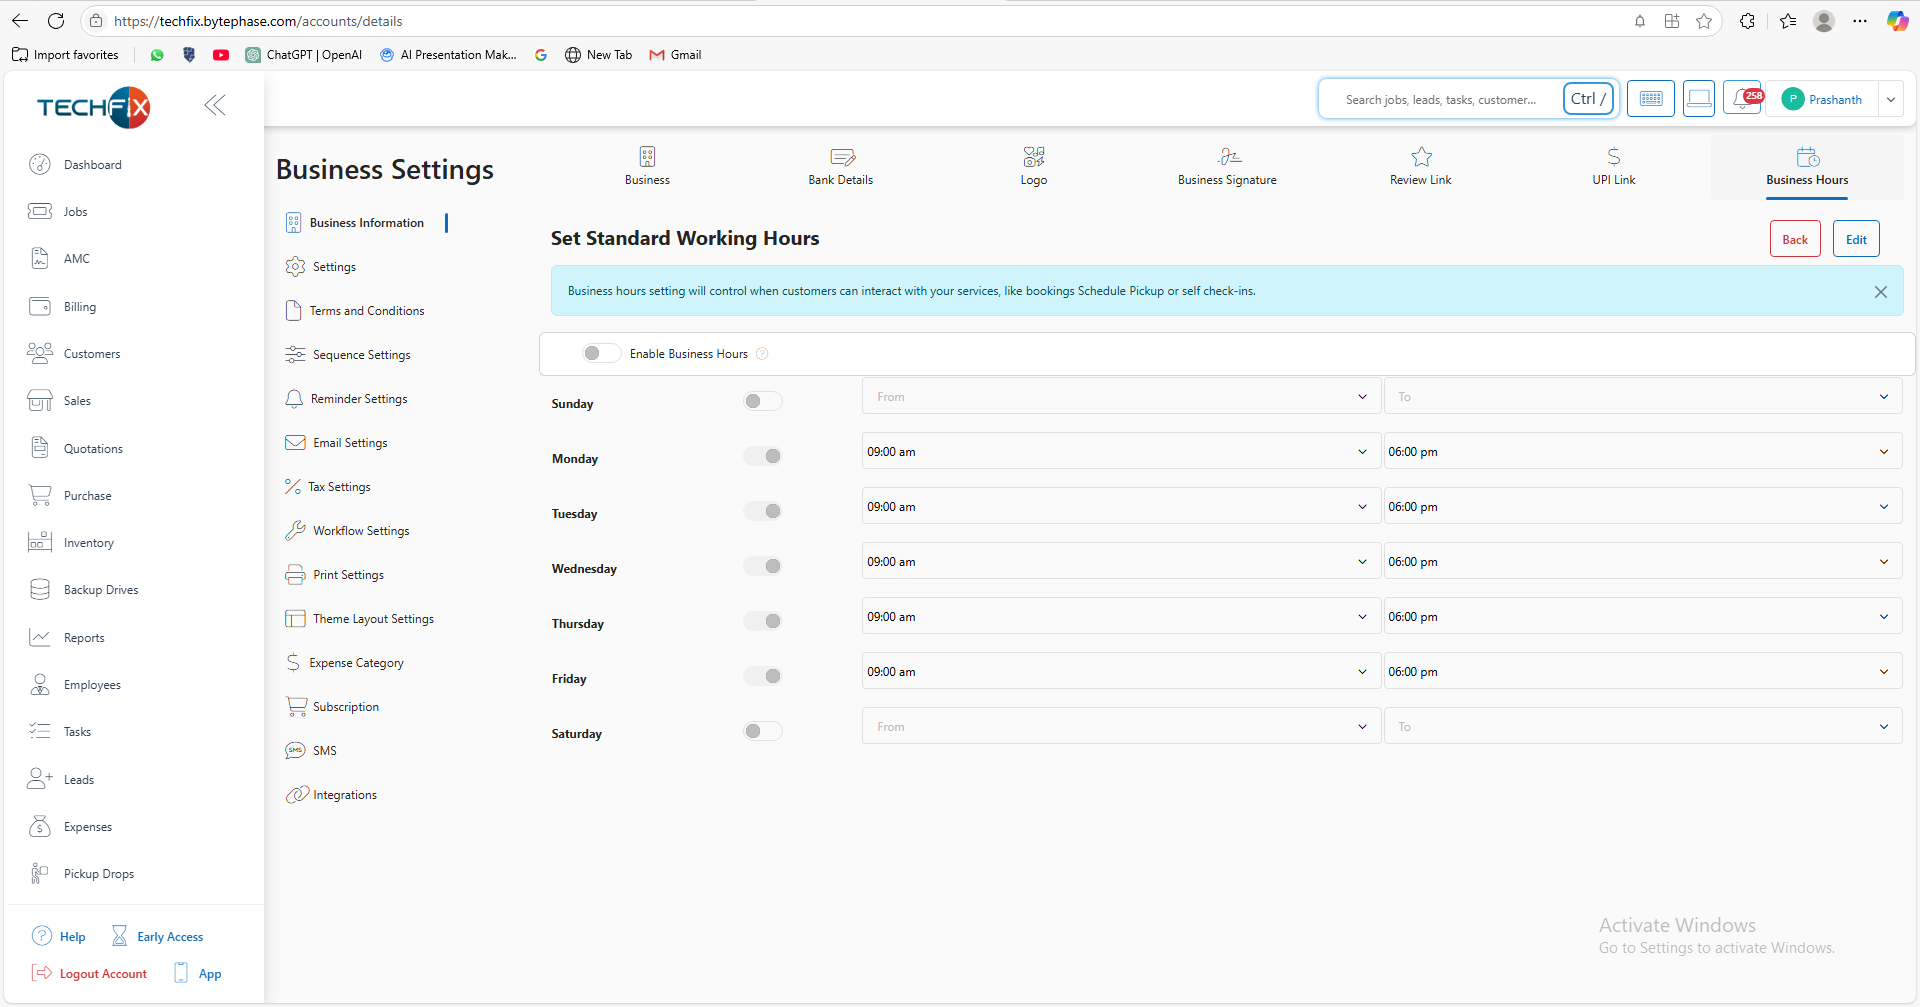 https://techfix.bytephase.com/accounts/details
Import favorites
ChatGPT | OpenAI
AI Presentation Mak...
New Tab
Gmail
TECHFIX
Search jobs, leads, tasks, customer...
Ctrl /
258
P
Prashanth
Dashboard
Jobs
AMC
Billing
Customers
Sales
Quotations
Purchase
Inventory
Backup Drives
Reports
Employees
Tasks
Leads
Expenses
Pickup Drops
Help
Early Access
Logout Account
App
Business Settings
Business Information
Settings
Terms and Conditions
Sequence Settings
Reminder Settings
Email Settings
Tax Settings
Workflow Settings
Print Settings
Theme Layout Settings
Expense Category
Subscription
SMS
SMS
Integrations
Business
Bank Details
Logo
Business Signature
Review Link
UPI Link
Business Hours
Set Standard Working Hours
Back
Edit
Business hours setting will control when customers can interact with your services, like bookings Schedule Pickup or self check-ins.
Enable Business Hours
Sunday
From
To
Monday
09:00 am
06:00 pm
Tuesday
09:00 am
06:00 pm
Wednesday
09:00 am
06:00 pm
Thursday
09:00 am
06:00 pm
Friday
09:00 am
06:00 pm
Saturday
From
To
Activate Windows
Go to Settings to activate Windows.